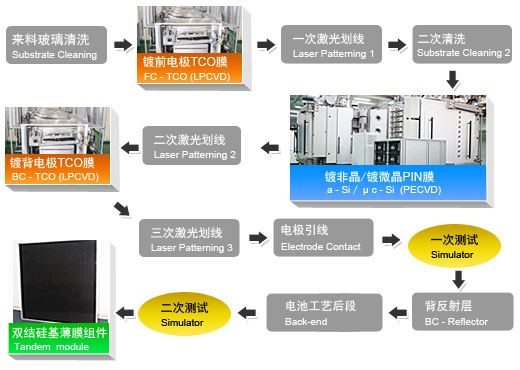 来料玻璃清洗
Substrate Cleaning
镀前电极TCO膜
FC - TCO (LPCVD)
一次激光划线
Laser Patterning 1
二次清洗
Substrate Cleaning 2
镀非晶/镀微晶PIN膜
a - Si / μ c - Si (PECVD)
二次激光划线
Laser Patterning 2
镀背电极TCO膜
BC - TCO (LPCVD)
三次激光划线
Laser Patterning 3
电极引线
Electrode Contact
一次测试
Simulator
背反射层
BC - Reflector
电池工艺后段
Back-end
二次测试
Simulator
双结硅基薄膜组件
Tandem module